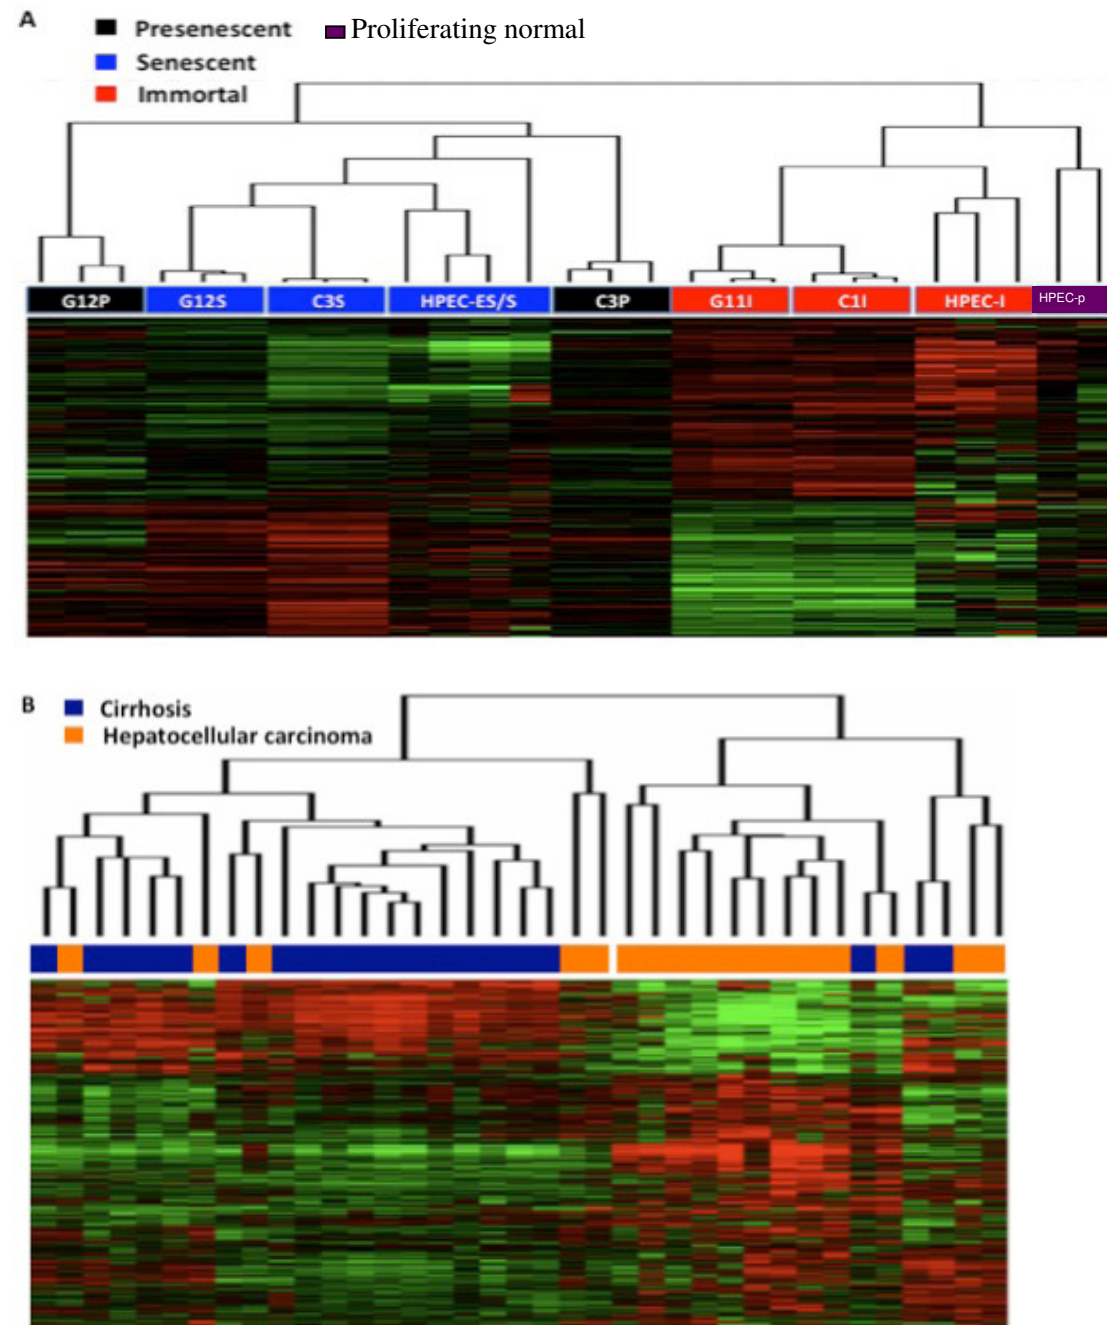 A
Presenescent
Proliferating normal
Senescent
Immortal
G12P G12S C3S HPEC-ES/S C3P G11I C1I HPEC-I HPEC-p
B
Cirrhosis
Hepatocellular carcinoma